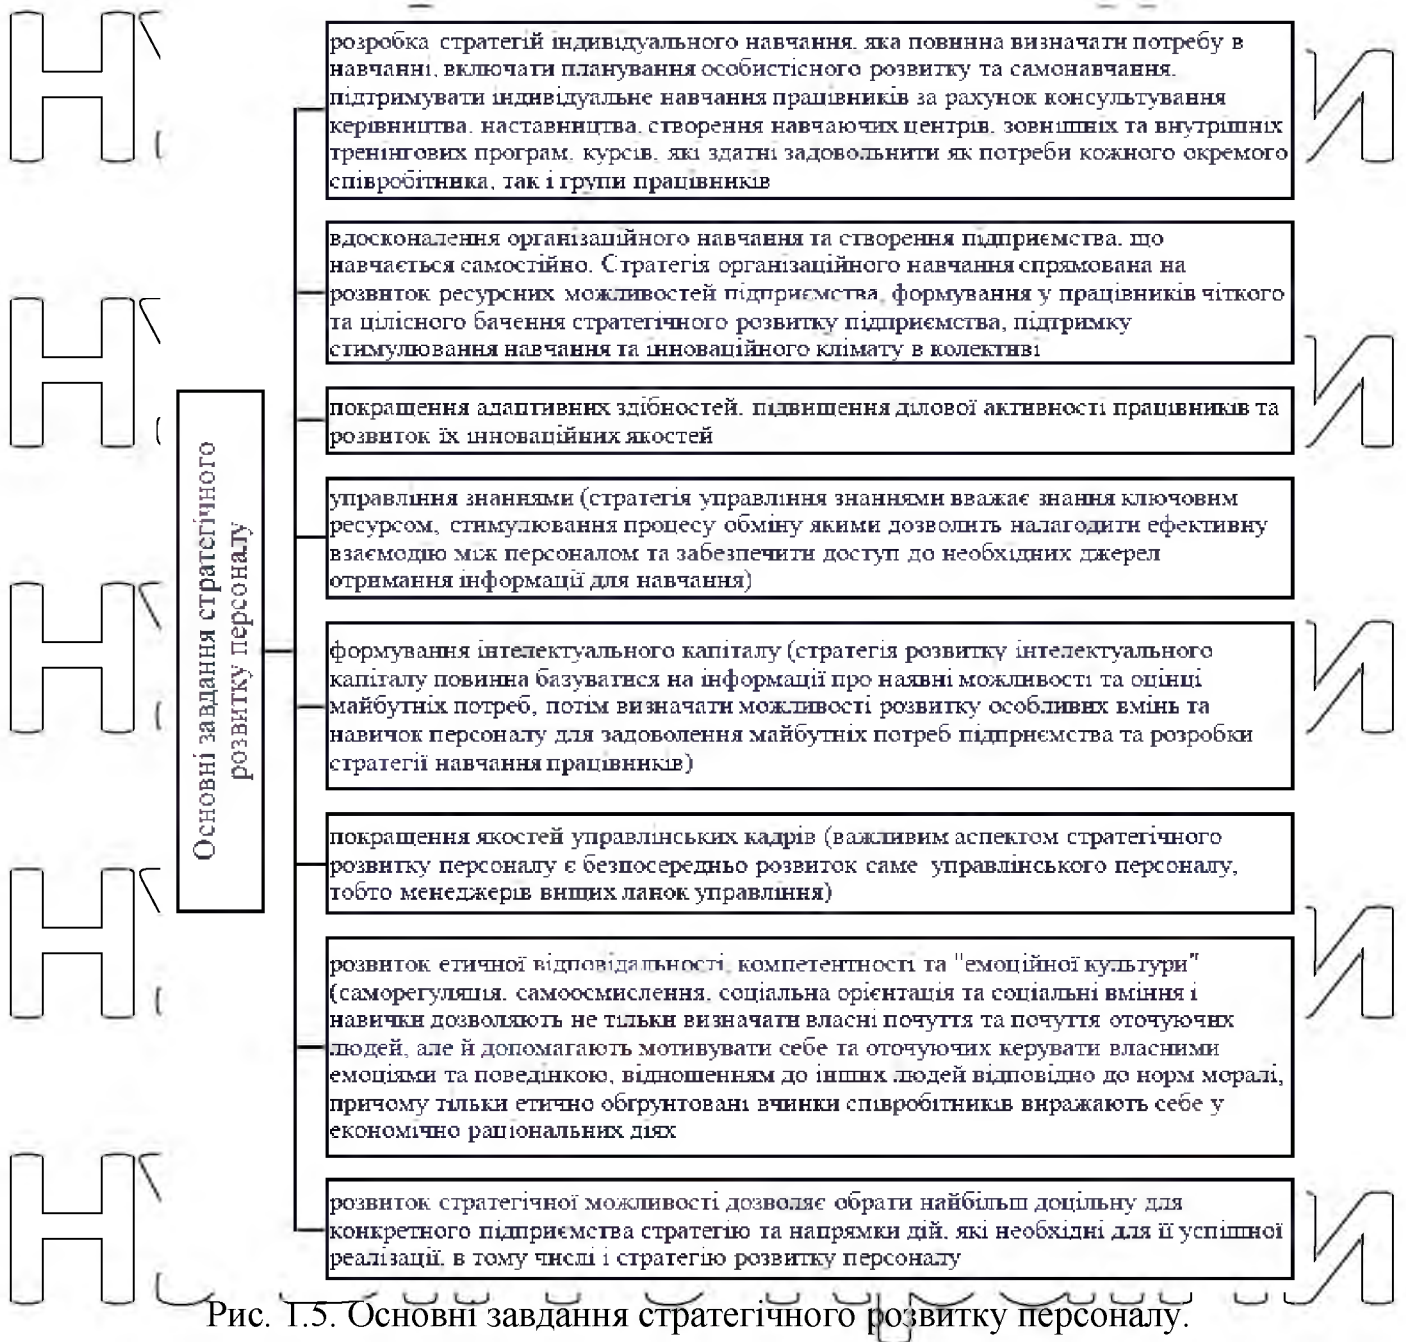 розробка стратегій індивідуального навчання, яка повинна визначати потребу в
навчанні, включати планування особистісного розвитку та самонавчання,
підтримувати індивідуальне навчання працівників за рахунок консультування
керівництва, наставництва, створення навчаючих центрів, зовнішніх та внутрішніх
тренінгових програм, курсів, які здатні задовольнити як потреби кожного окремого
співробітника, так і групи працівників
вдосконалення організаційного навчання та створення підприємства, що
навчається самостійно. Стратегія організаційного навчання спрямована на
розвиток ресурсних можливостей підприємства, формування у працівників чіткого
та цілісного бачення стратегічного розвитку підприємства, підтримку
стимулювання навчання та інноваційного клімату в колективі
покращення адаптивних здібностей, підвищення ділової активності працівників та
розвиток їх інноваційних якостей
управління знаннями (стратегія управління знаннями вважає знання ключовим
ресурсом, стимулювання процесу обміну якими дозволить налагодити ефективну
взаємодію між персоналом та забезпечити доступ до необхідних джерел
отримання інформації для навчання)
Основні завдання стратегічного
розвитку персоналу
формування інтелектуального капіталу (стратегія розвитку інтелектуального
капіталу повинна базуватися на інформації про наявні можливості та оцінці
майбутніх потреб, потім визначати можливості розвитку особливих вмінь та
навичок персоналу для задоволення майбутніх потреб підприємства та розробки
стратегії навчання працівників)
покращення якостей управлінських кадрів (важливим аспектом стратегічного
розвитку персоналу є безпосередньо розвиток саме управлінського персоналу,
тобто менеджерів вищих ланок управління)
розвиток етичної відповідальності, компетентності та "емоційної культури"
(саморегуляція, самоосмислення, соціальна орієнтація та соціальні вміння і
навички дозволяють не тільки визначати власні почуття та почуття оточуючих
людей, але й допомагають мотивувати себе та оточуючих керувати власними
емоціями та поведінкою, відношенням до інших людей відповідно до норм моралі,
причому тільки етично обґрунтовані вчинки співробітників виражають себе у
економічно раціональних діях
розвиток стратегічної можливості дозволяє обрати найбільш доцільну для
конкретного підприємства стратегію та напрямки дій, які необхідні для її успішної
реалізації, в тому числі і стратегію розвитку персоналу
Рис. 1.5. Основні завдання стратегічного розвитку персоналу.